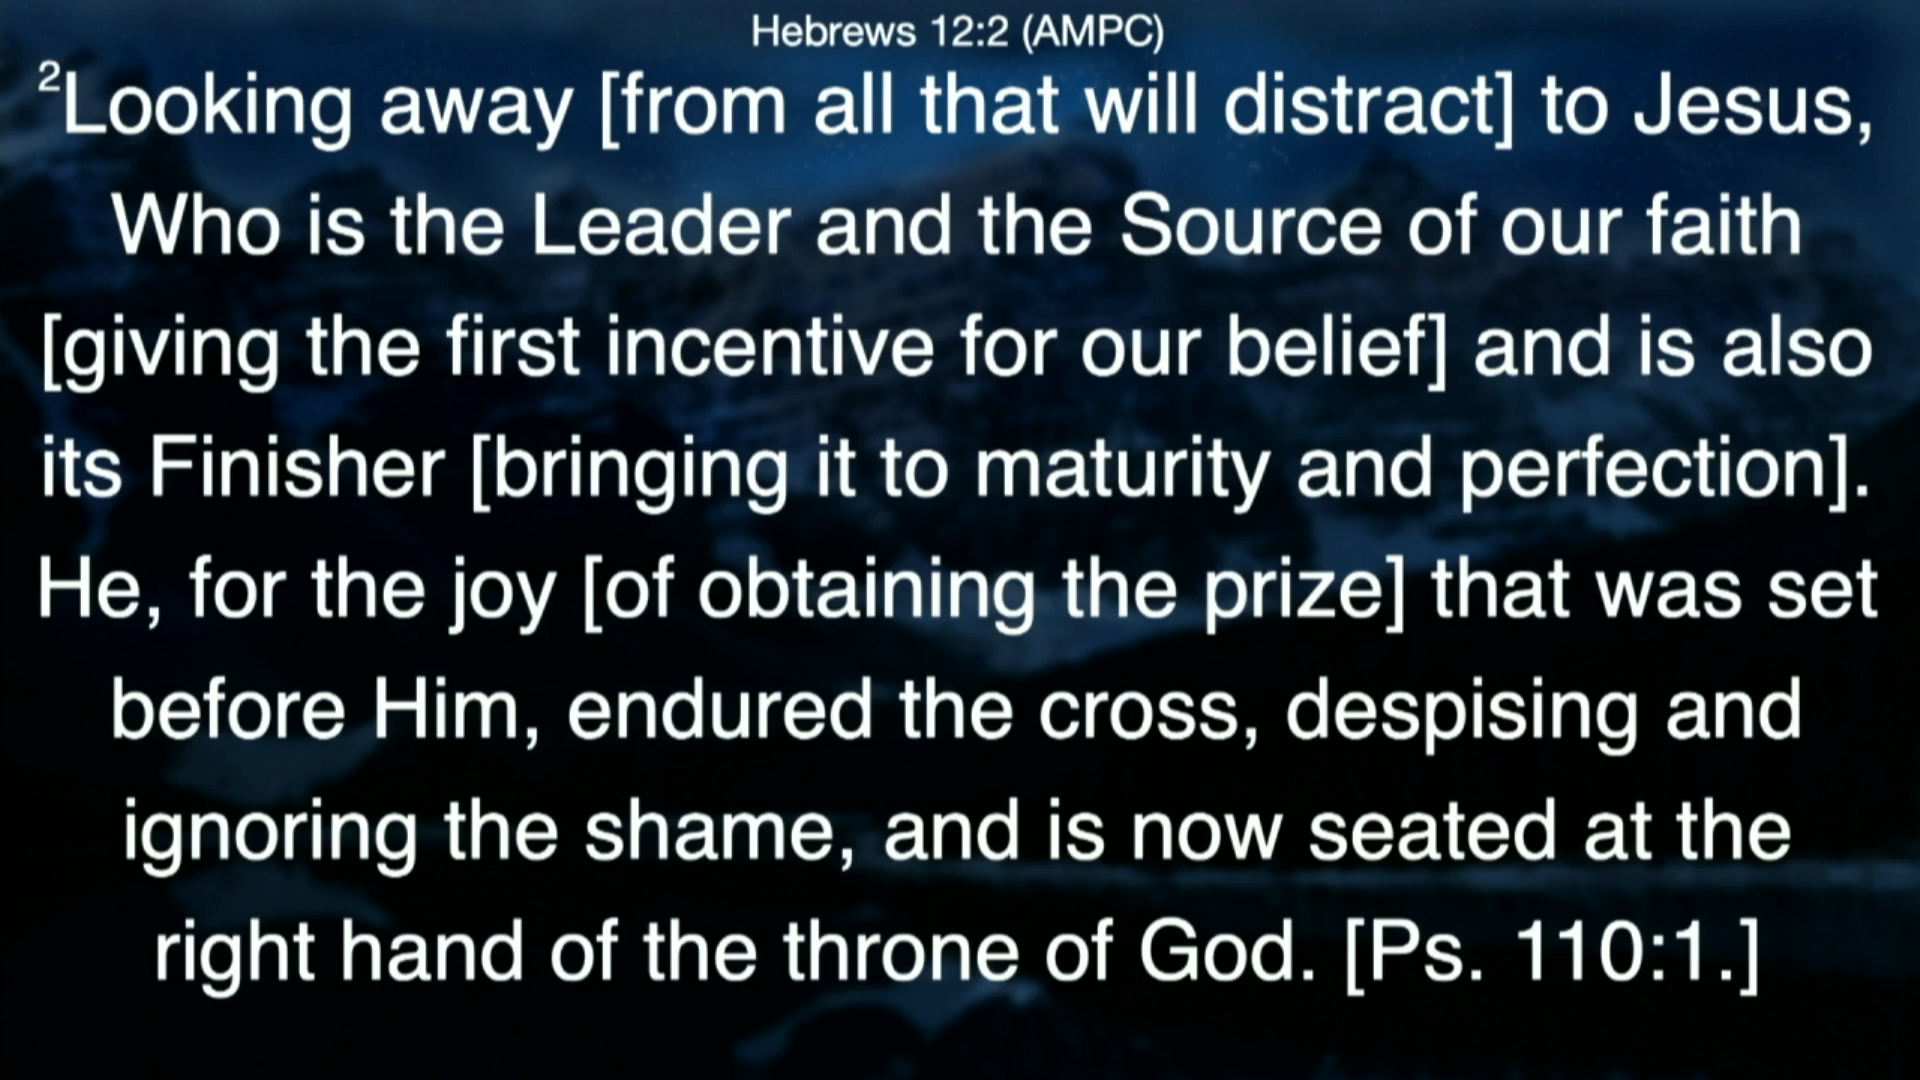 Hebrews 12:2 (AMPC)
²Looking away [from all that will distract] to Jesus,
Who is the Leader and the Source of our faith
[giving the first incentive for our belief] and is also
its Finisher [bringing it to maturity and perfection].
He, for the joy [of obtaining the prize] that was set
before Him, endured the cross, despising and
ignoring the shame, and is now seated at the
right hand of the throne of God. [Ps. 110:1.]